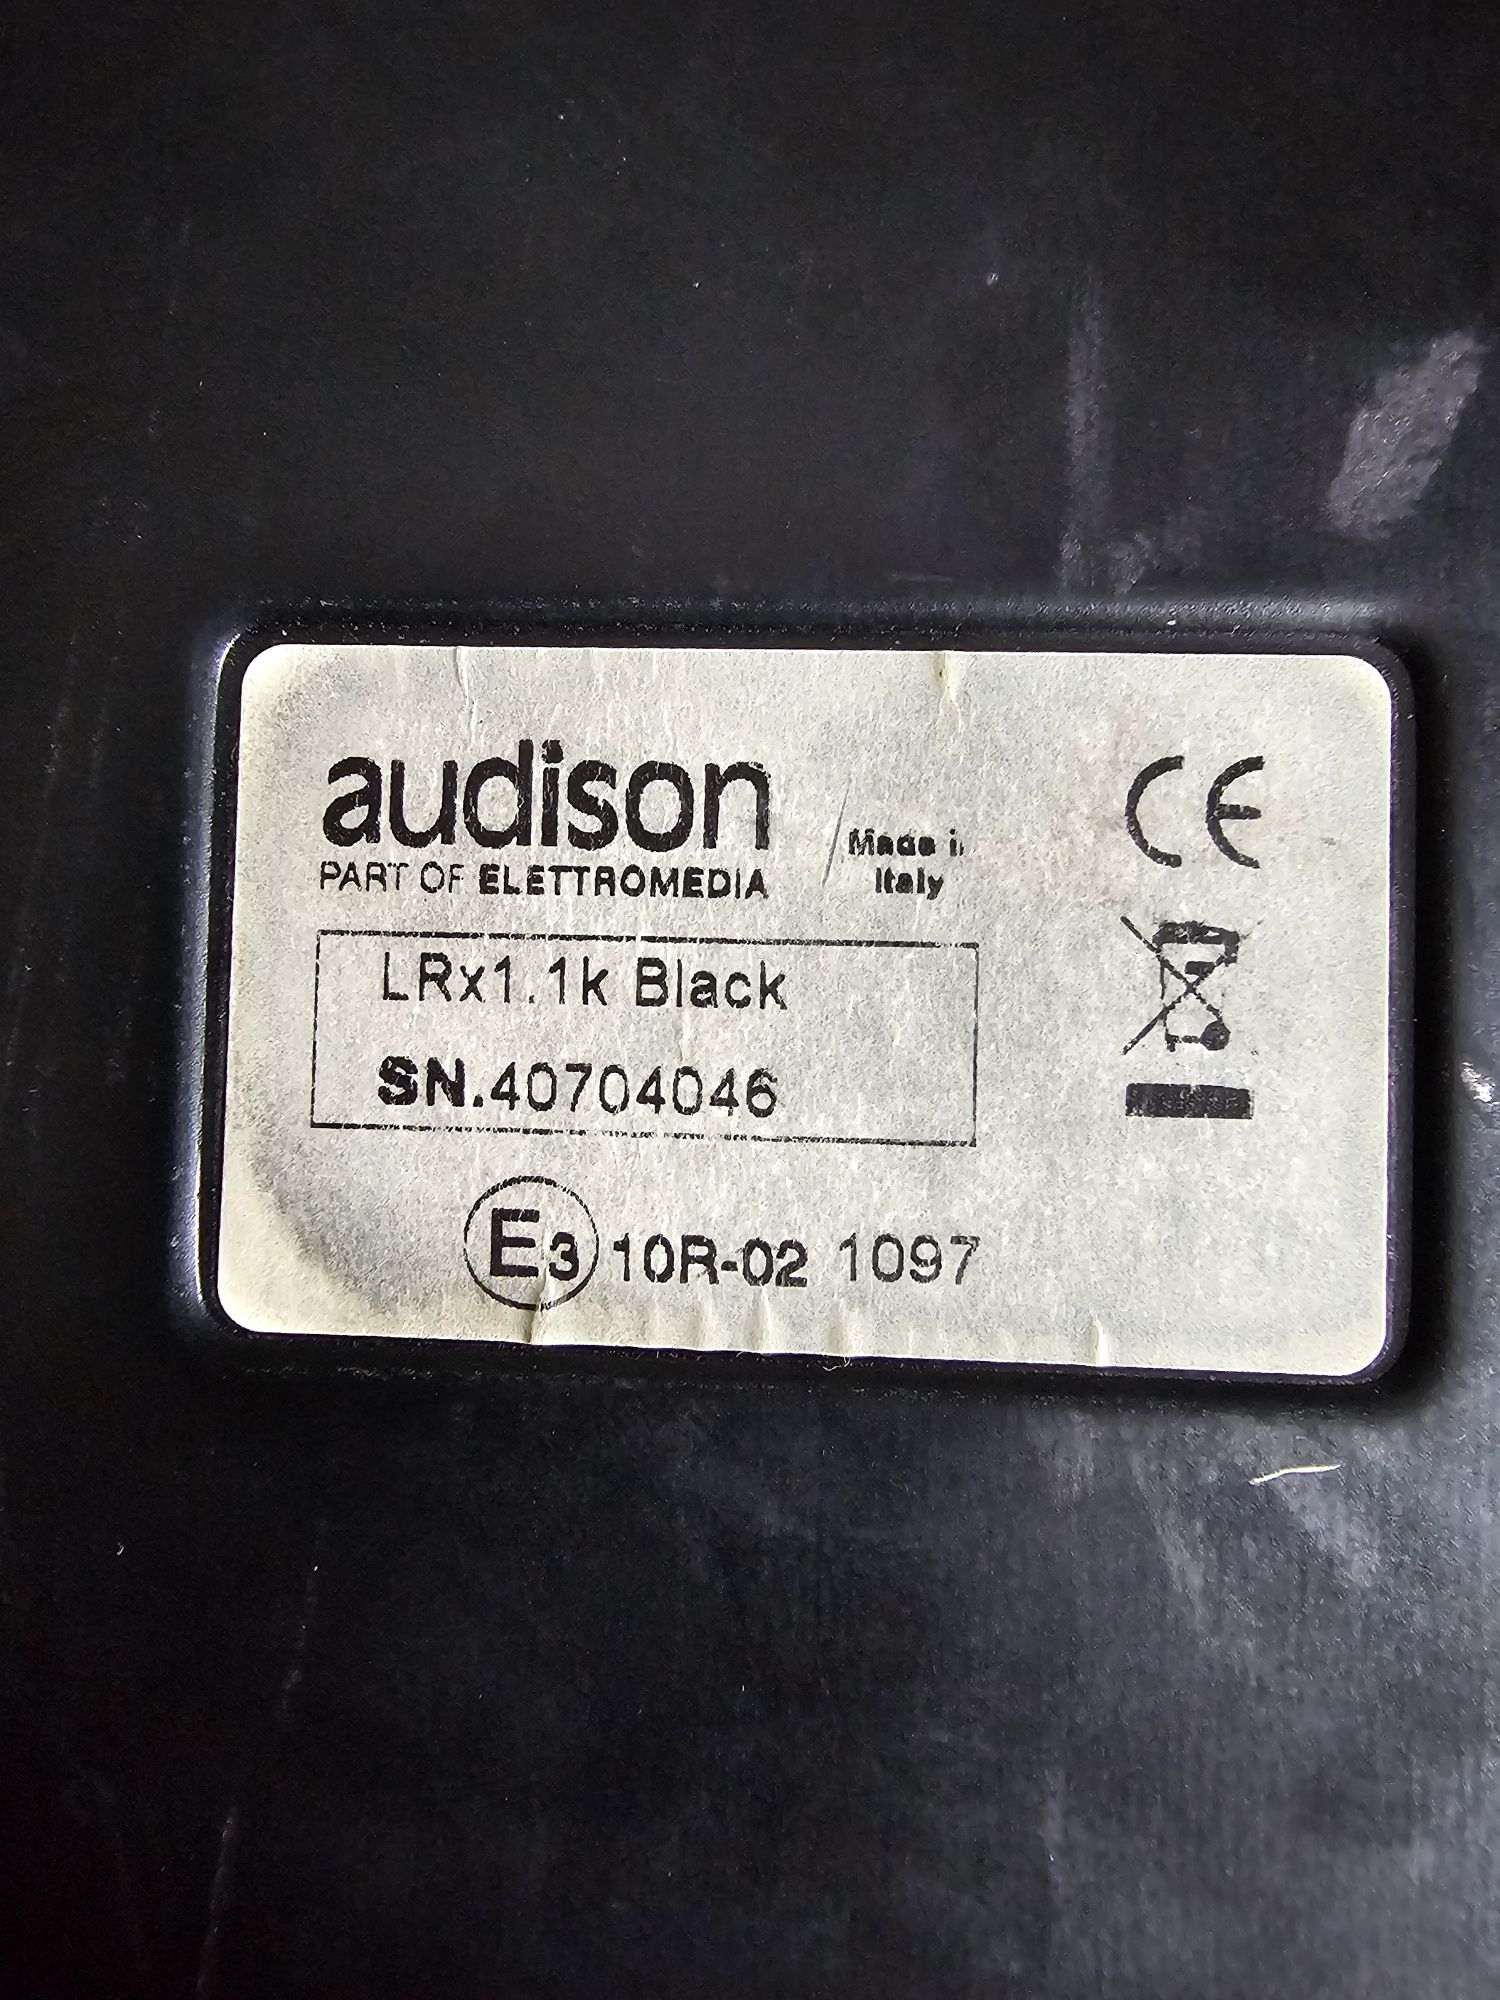 audison
PART OF ELETTROMEDIA
Made i
Italy
CE
LRx1.1k Black
SN.40704046
E3 10R-02 1097